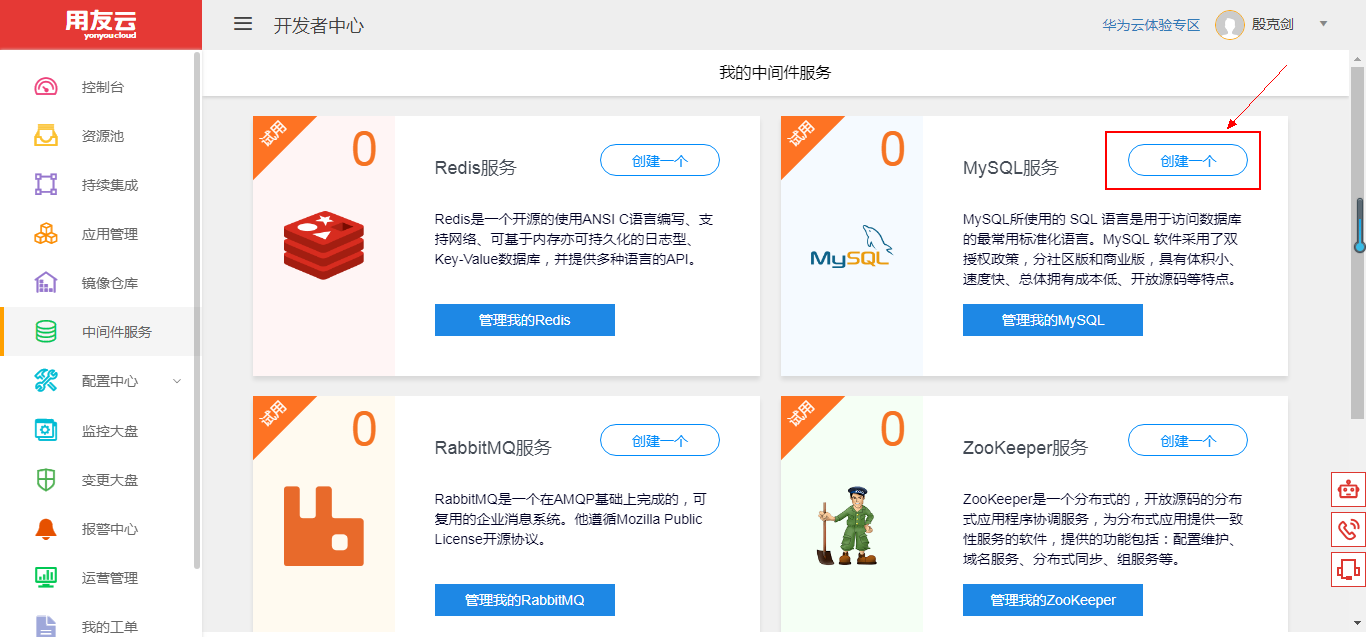 用友云
yonyoucloud
开发者中心
华为云体验专区
殷克剑
控制台
资源池
持续集成
应用管理
镜像仓库
中间件服务
配置中心
监控大盘
变更大盘
报警中心
运营管理
我的工单
我的中间件服务
试用
0
Redis服务
创建一个
Redis是一个开源的使用ANSI C语言编写、支
持网络、可基于内存亦可持久化的日志型、
Key-Value数据库，并提供多种语言的API。
管理我的Redis
试用
0
MySQL
MySQL服务
创建一个
MySQL所使用的 SQL 语言是用于访问数据库
的最常用标准化语言。MySQL 软件采用了双
授权政策，分社区版和商业版，具有体积小、
速度快、总体拥有成本低、开放源码等特点。
管理我的MySQL
试用
0
RabbitMQ服务
创建一个
RabbitMQ是一个在AMQP基础上完成的，可
复用的企业消息系统。他遵循Mozilla Public
License开源协议。
管理我的RabbitMQ
试用
0
ZooKeeper服务
创建一个
ZooKeeper是一个分布式的，开放源码的分布
式应用程序协调服务，为分布式应用提供一致
性服务的软件，提供的功能包括：配置维护、
域名服务、分布式同步、组服务等。
管理我的ZooKeeper